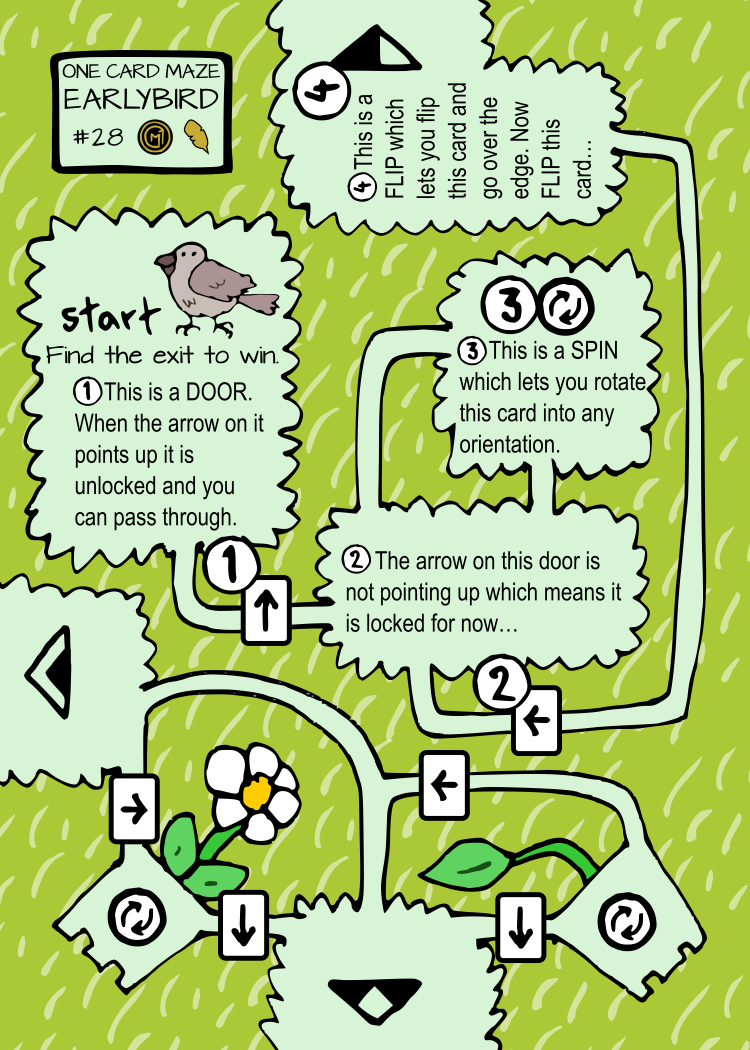 ONE CARD MAZE
EARLYBIRD
#28 M
4
4 This is a
FLIP which
lets you flip
this card and
go over the
edge. Now
FLIP this
card...
start
Find the exit to win.
1 This is a DOOR.
When the arrow on it
points up it is
unlocked and you
can pass through.
1
3
3 This is a SPIN
which lets you rotate
this card into any
orientation.
2 The arrow on this door is
not pointing up which means it
is locked for now...
2